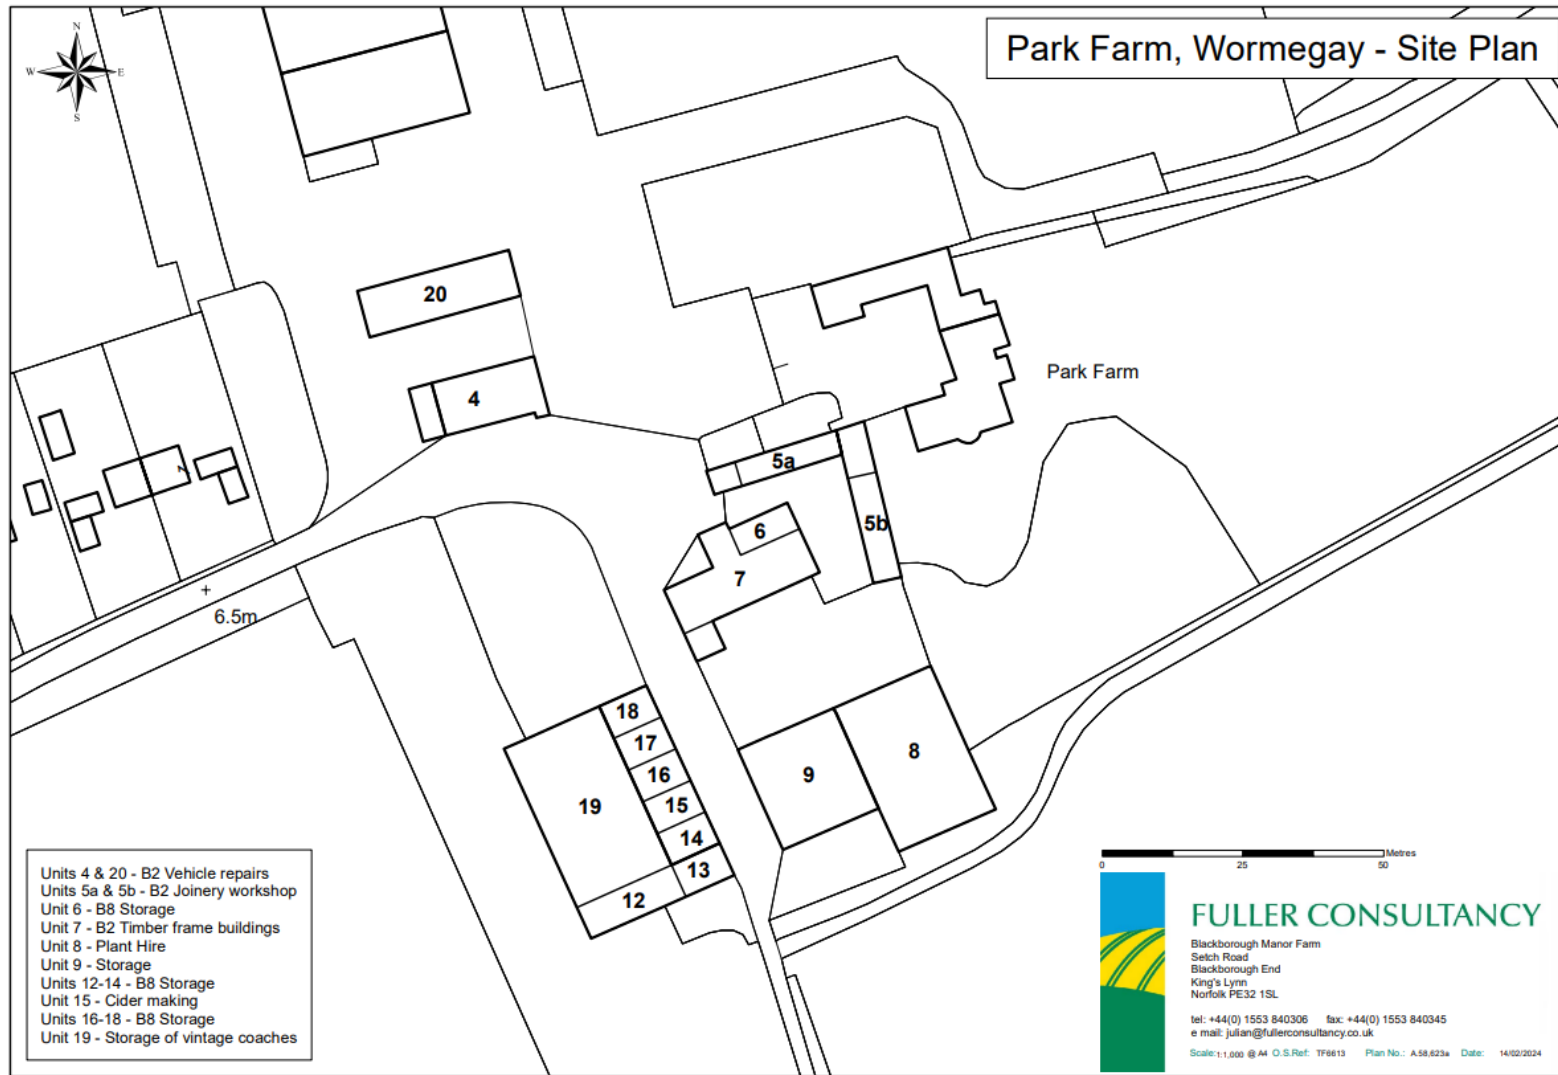 Park Farm, Wormegay - Site Plan
N
W
E
S
20
4
Park Farm
5a
5b
6
7
6.5m
18
17
16
15
14
13
12
19
9
8
Units 4 & 20 - B2 Vehicle repairs
Units 5a & 5b - B2 Joinery workshop
Unit 6 - B8 Storage
Unit 7 - B2 Timber frame buildings
Unit 8 - Plant Hire
Unit 9 - Storage
Units 12-14 - B8 Storage
Unit 15 - Cider making
Units 16-18 - B8 Storage
Unit 19 - Storage of vintage coaches
Metres
0 25 50
FULLER CONSULTANCY
Blackborough Manor Farm
Setch Road
Blackborough End
King's Lynn
Norfolk PE32 1SL
tel: +44(0) 1553 840306 fax: +44(0) 1553 840345
e mail: julian@fullerconsultancy.co.uk
Scale:1:1,000 @ A4 O.S.Ref: TF6613 Plan No.: A.58,623a Date: 14/02/2024